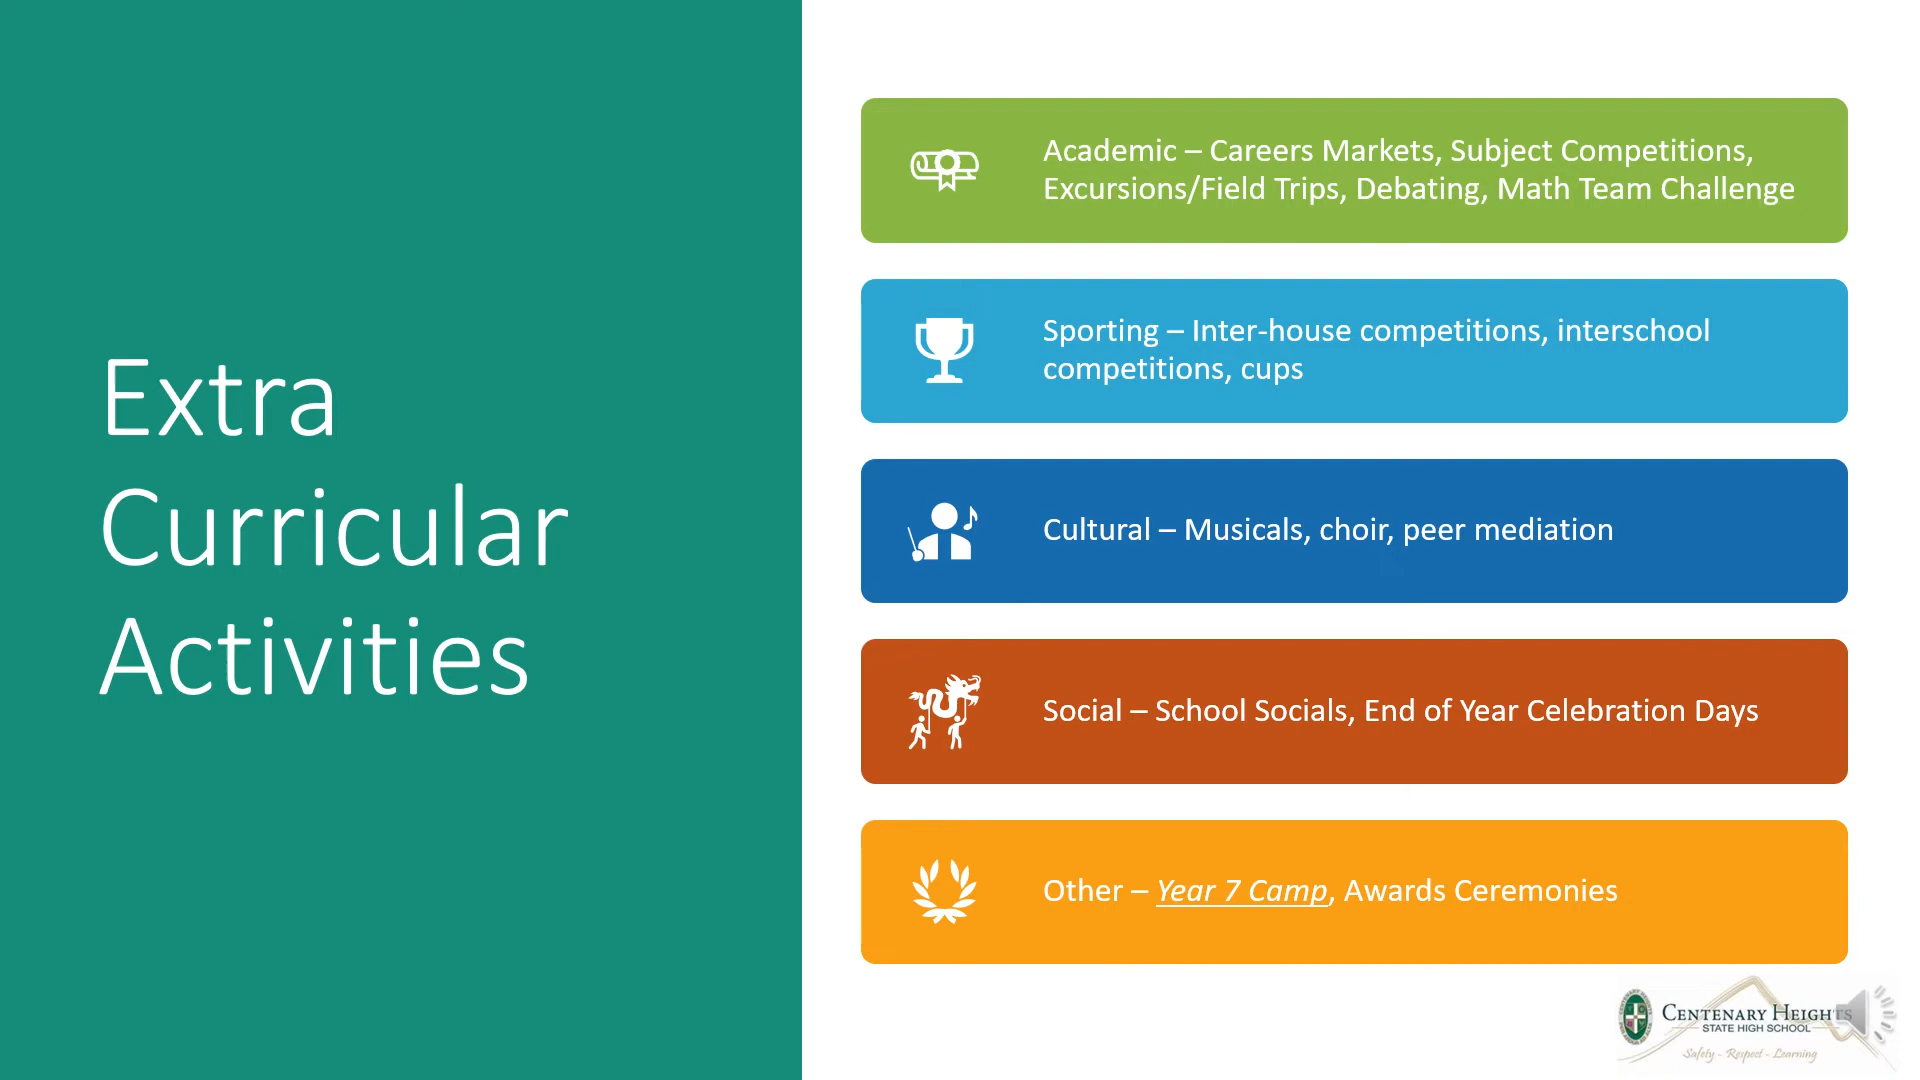 Extra
Curricular
Activities
Academic – Careers Markets, Subject Competitions,
Excursions/Field Trips, Debating, Math Team Challenge
Sporting – Inter-house competitions, interschool
competitions, cups
Cultural – Musicals, choir, peer mediation
Social – School Socials, End of Year Celebration Days
Other – Year 7 Camp, Awards Ceremonies
CENTENARY HEIGHTS
STATE HIGH SCHOOL
Safety - Respect - Learning